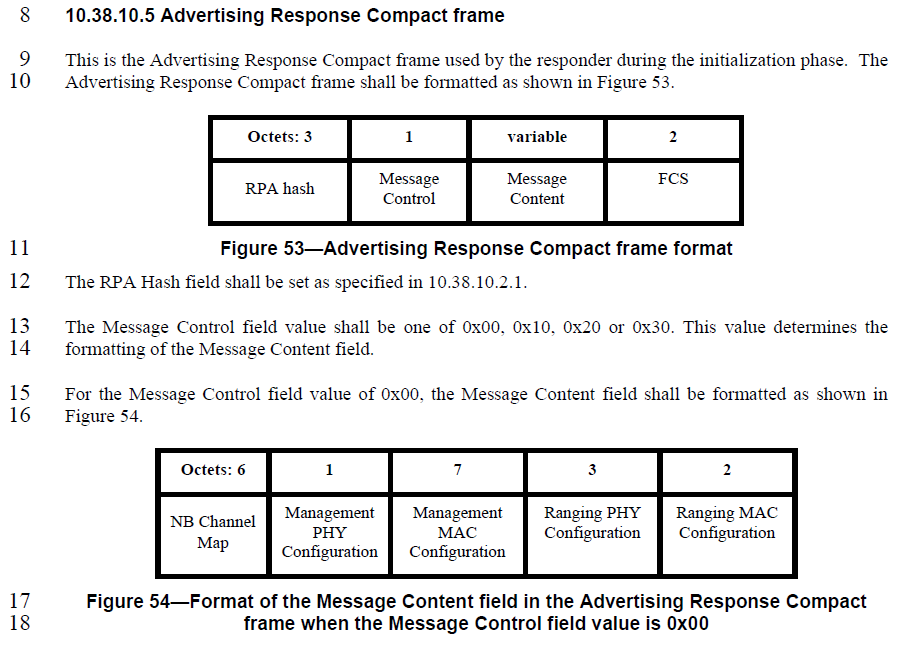 8 10.38.10.5 Advertising Response Compact frame
9 This is the Advertising Response Compact frame used by the responder during the initialization phase. The
10 Advertising Response Compact frame shall be formatted as shown in Figure 53.
Octets: 3 1 variable 2
RPA hash Message Control Message Content FCS
11 Figure 53—Advertising Response Compact frame format
12 The RPA Hash field shall be set as specified in 10.38.10.2.1.
13 The Message Control field value shall be one of 0x00, 0x10, 0x20 or 0x30. This value determines the
14 formatting of the Message Content field.
15 For the Message Control field value of 0x00, the Message Content field shall be formatted as shown in
16 Figure 54.
Octets: 6 1 7 3 2
NB Channel Map Management PHY Configuration Management MAC Configuration Ranging PHY Configuration Ranging MAC Configuration
17 Figure 54—Format of the Message Content field in the Advertising Response Compact
18 frame when the Message Control field value is 0x00